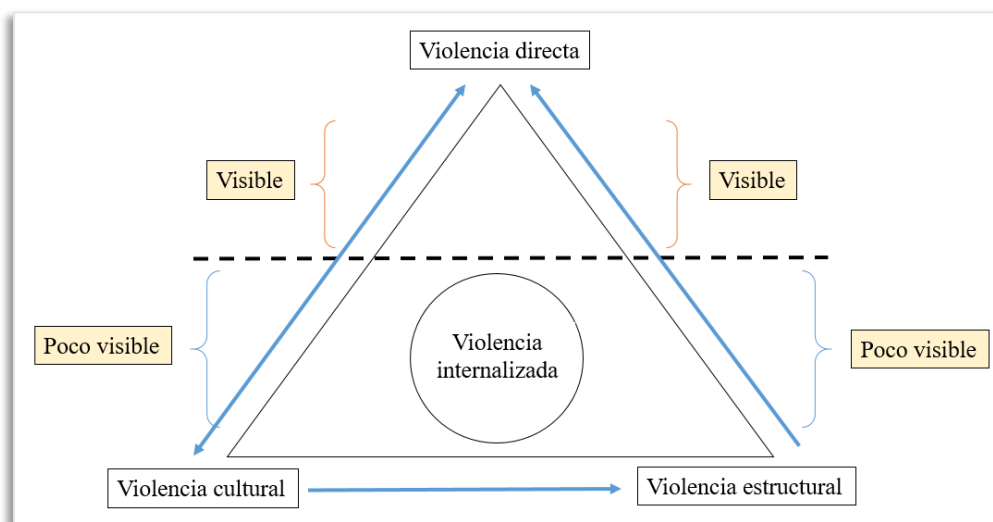 Violencia directa
Visible
Visible
Poco visible
Violencia
internalizada
Poco visible
Violencia cultural
Violencia estructural